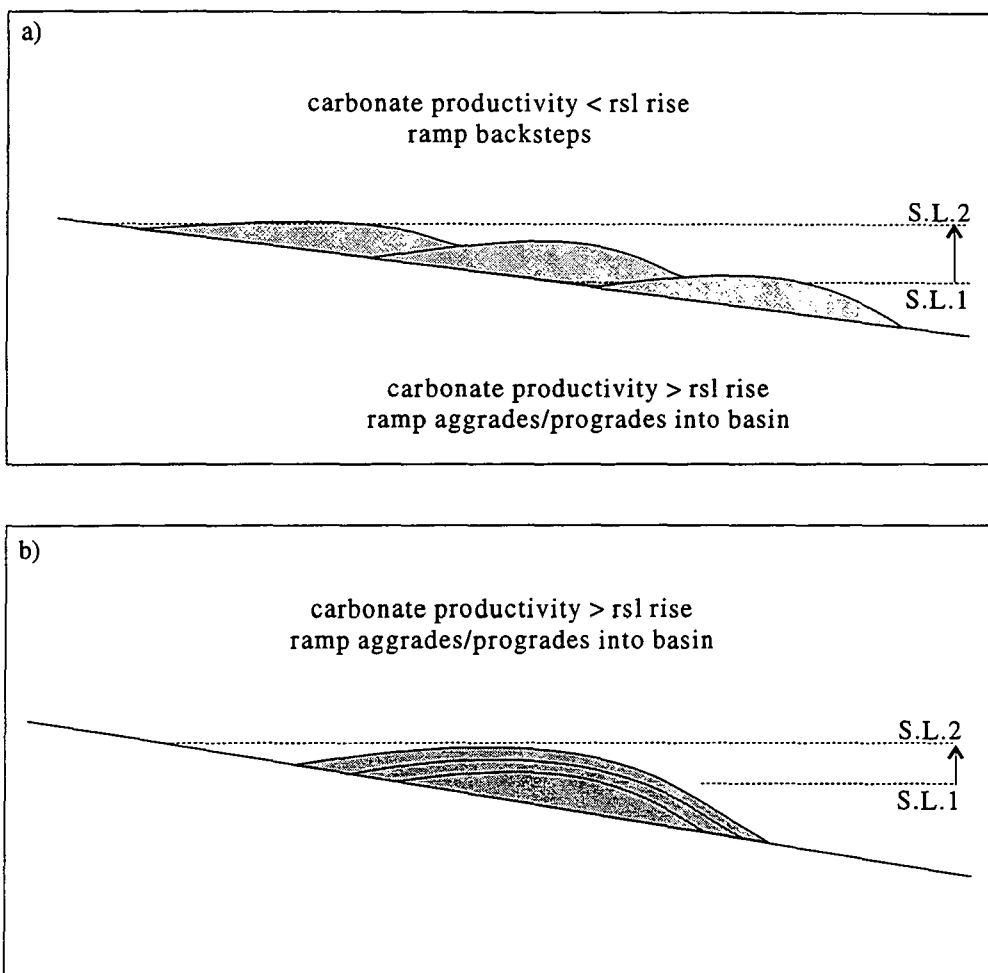 a)
carbonate productivity < rsl rise
ramp backsteps
S.L.2
S.L.1
carbonate productivity > rsl rise
ramp aggrades/progrades into basin
b)
carbonate productivity > rsl rise
ramp aggrades/progrades into basin
S.L.2
S.L.1